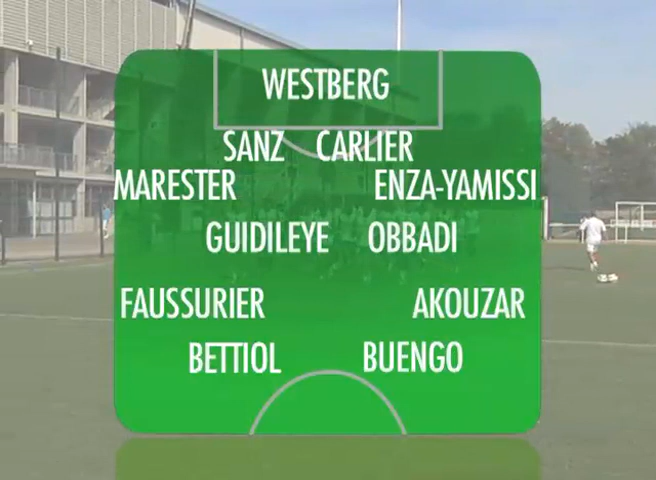 WESTBERG
SANZ CARLIER
MARESTER ENZA-YAMISSI
GUIDILEYE OBBADI
FAUSSURIER AKOUZAR
BETTIOL BUENGO